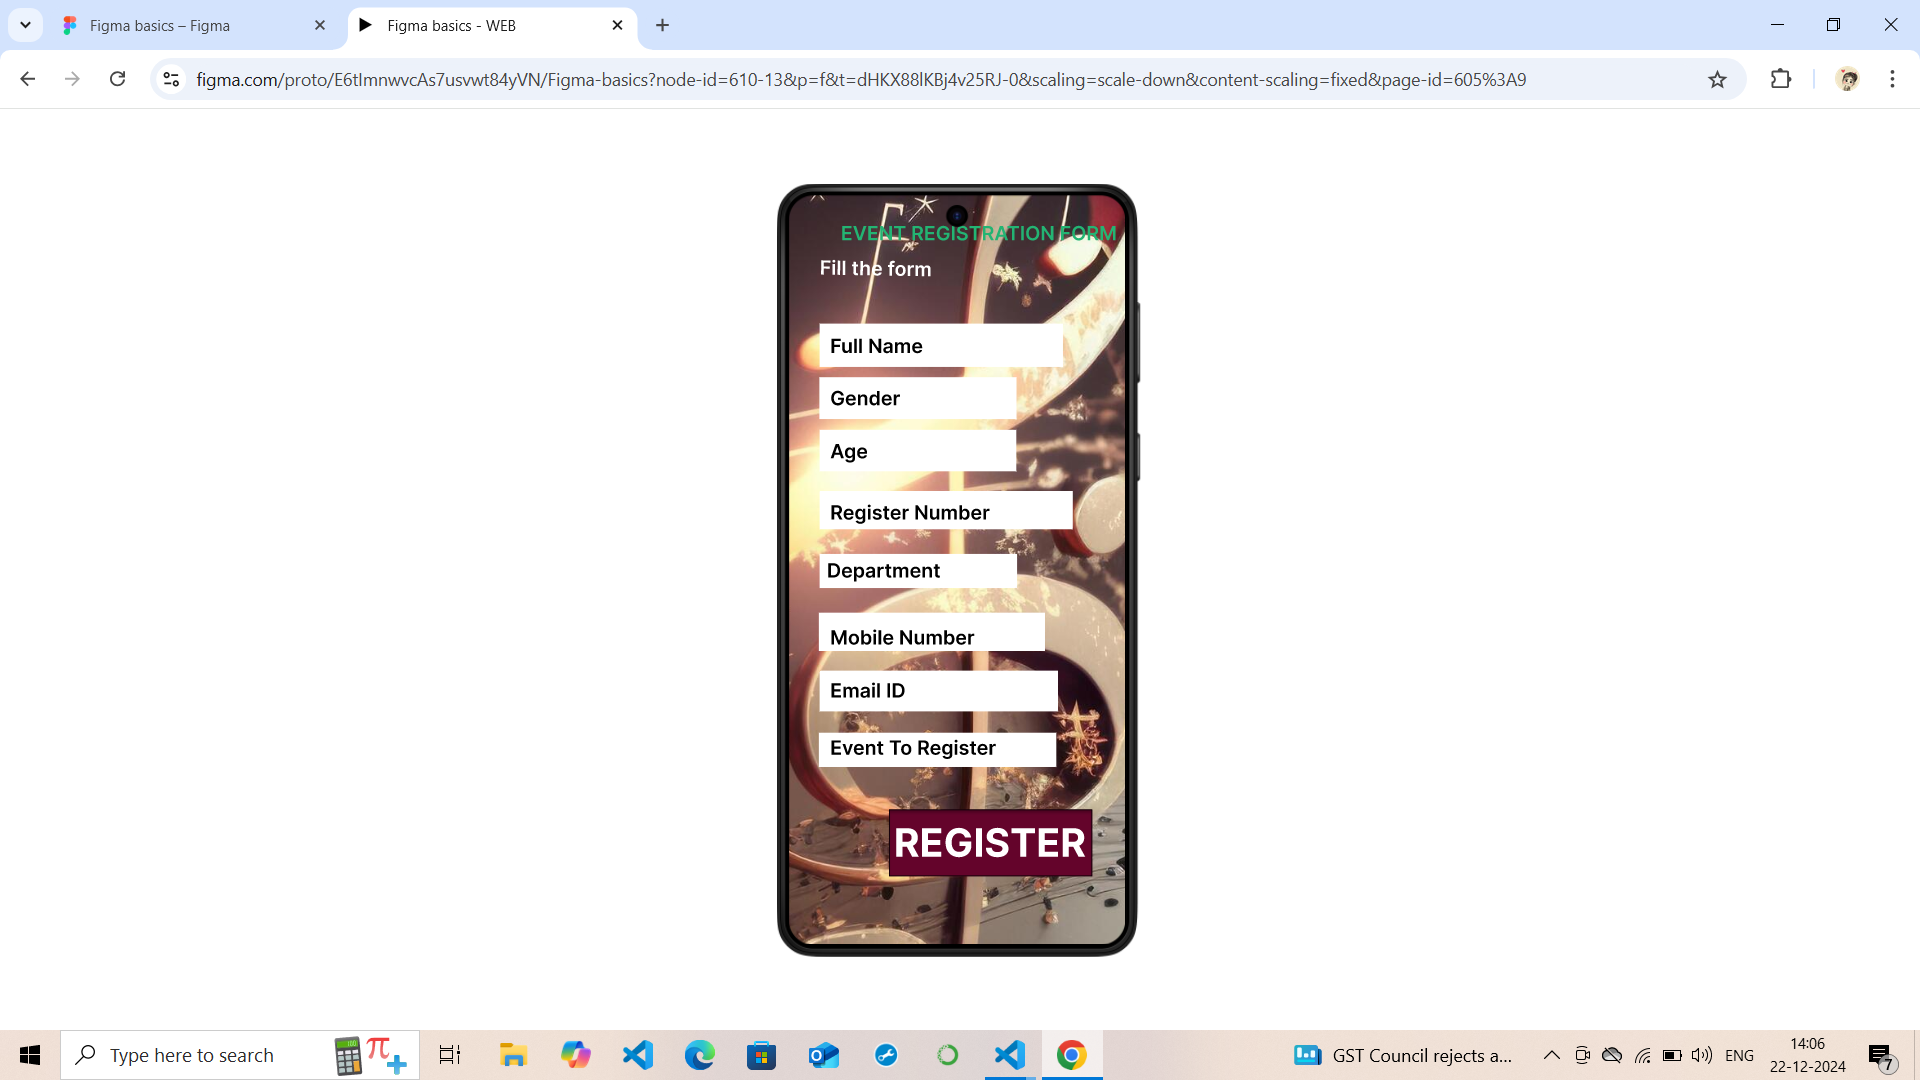 Figma basics – Figma
Figma basics - WEB
figma.com/proto/E6tImnwvcAs7usvwt84yVN/Figma-basics?node-id=610-13&p=f&t=dHKX88lKBj4v25RJ-0&scaling=scale-down&content-scaling=fixed&page-id=605%3A9
EVENT REGISTRATION FORM
Fill the form
Full Name
Gender
Age
Register Number
Department
Mobile Number
Email ID
Event To Register
REGISTER
Type here to search
GST Council rejects a...
ENG
14:06
22-12-2024
7